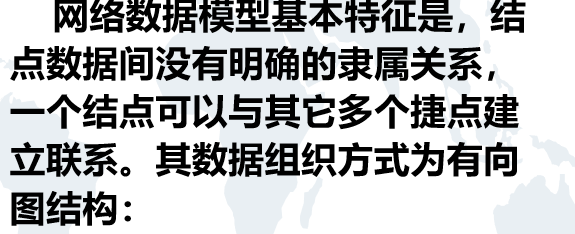 网络数据模型基本特征是，结
点数据间没有明确的隶属关系，
一个结点可以与其它多个捷点建
立联系。其数据组织方式为有向
图结构：